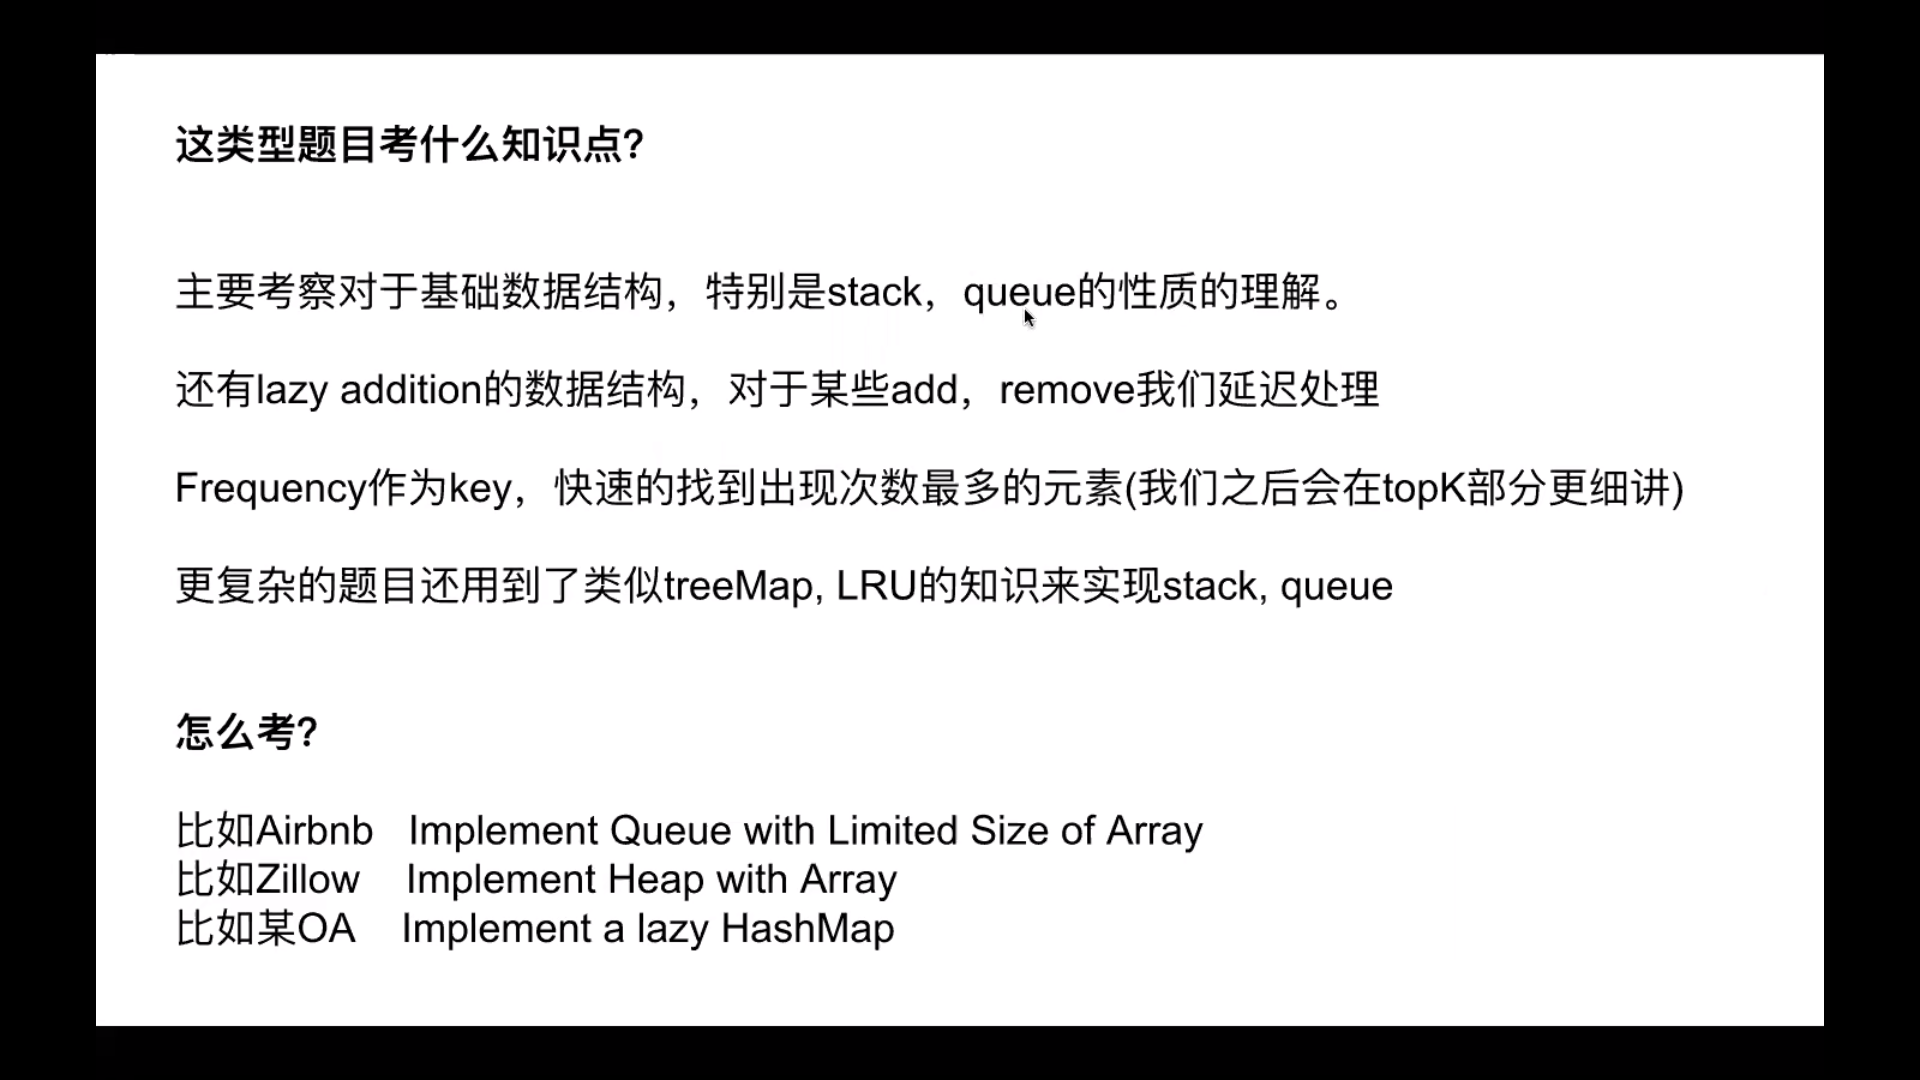 这类型题目考什么知识点?
主要考察对于基础数据结构，特别是stack，queue的性质的理解。
还有lazy addition的数据结构，对于某些add，remove我们延迟处理
Frequency作为key，快速的找到出现次数最多的元素(我们之后会在topK部分更细讲)
更复杂的题目还用到了类似treeMap, LRU的知识来实现stack, queue
怎么考?
比如Airbnb Implement Queue with Limited Size of Array
比如Zillow Implement Heap with Array
比如某OA Implement a lazy HashMap